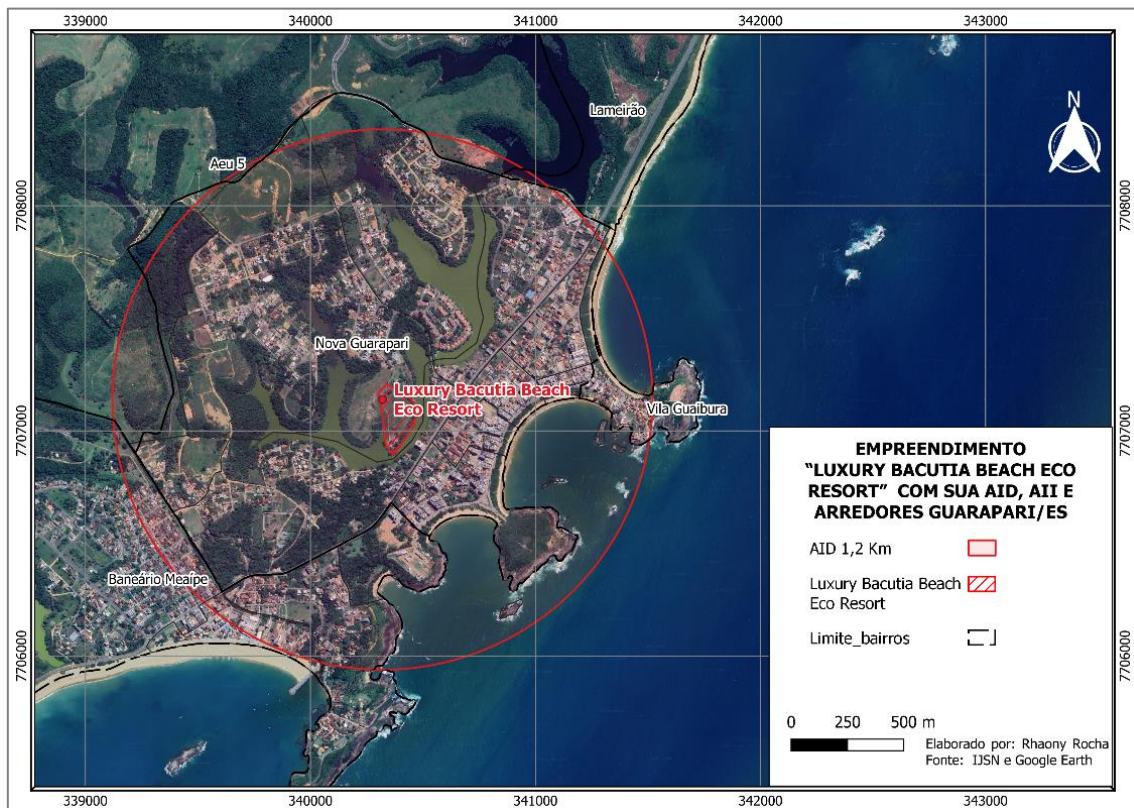 339000
340000
341000
342000
343000
Lameirão
N
Aeu 5
7708000
7708000
Nova Guarapari
Luxury Bacutia Beach
Eco Resort
Vila Guaibura
7707000
7707000
EMPREENDIMENTO
“LUXURY BACUTIA BEACH ECO
RESORT” COM SUA AID, AII E
ARREDORES GUARAPARI/ES
AID 1,2 Km
Luxury Bacutia Beach
Eco Resort
Limite_bairros
Baneário Meaípe
7706000
7706000
0 250 500 m
Elaborado por: Rhaony Rocha
Fonte: IJSN e Google Earth
339000
340000
341000
342000
343000